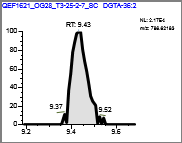 QEF1621_OG28_T3-25-2-7_SC DGTA-36:2
RT: 9.43
NL: 2.17E4
m/z= 786.62163
100
80
60
40
20
0
9.37
9.52
9.2 9.4 9.6